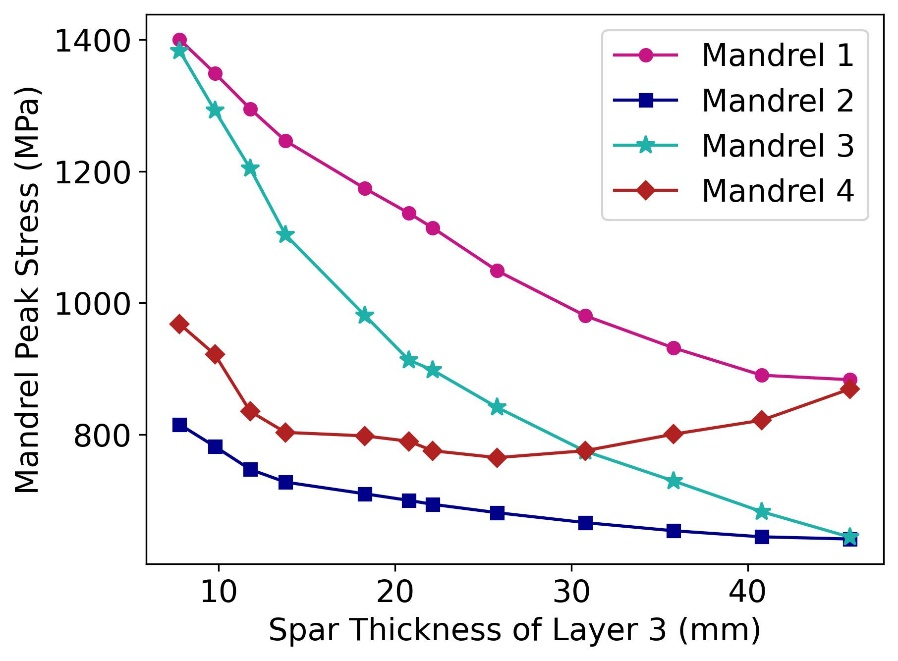 Mandrel Peak Stress (MPa)
1400
1200
1000
800
Mandrel 1
Mandrel 2
Mandrel 3
Mandrel 4
10 20 30 40
Spar Thickness of Layer 3 (mm)